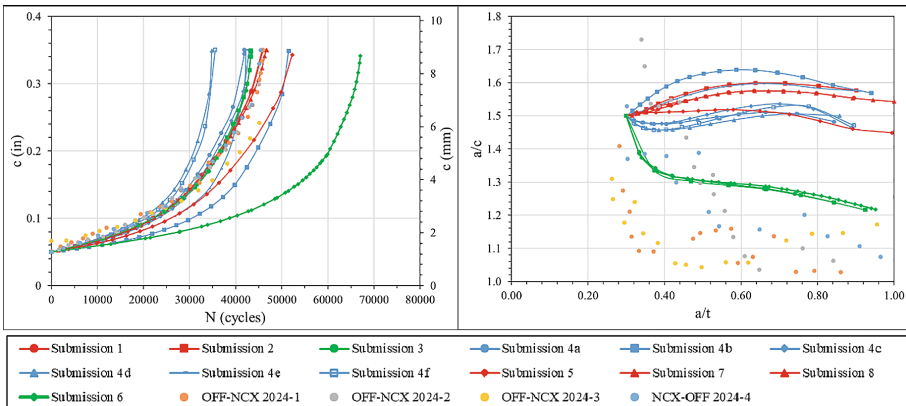 0.4
0.3
0.2
0.1
0
c (in)
10
8
6
4
2
0
c (mm)
0 10000 20000 30000 40000 50000 60000 70000 80000
N (cycles)
1.8
1.7
1.6
1.5
1.4
1.3
1.2
1.1
1.0
a/c
0.00 0.20 0.40 0.60 0.80 1.00
a/t
Submission 1 Submission 2 Submission 3 Submission 4a Submission 4b Submission 4c
Submission 4d Submission 4e Submission 4f Submission 5 Submission 7 Submission 8
Submission 6 OFF-NCX 2024-1 OFF-NCX 2024-2 OFF-NCX 2024-3 NCX-OFF 2024-4